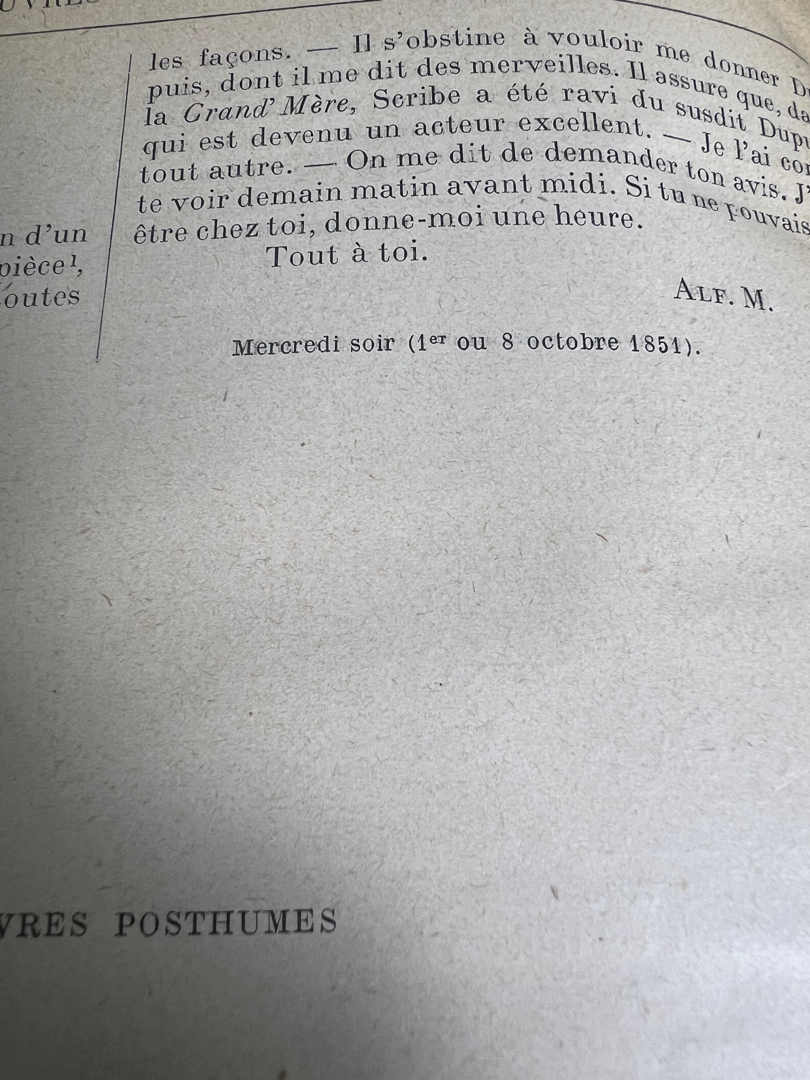 les façons. — Il s'obstine à vouloir me donner
puis, dont il me dit des merveilles. Il assure que,
la Grand' Mère, Scribe a été ravi du susdit
qui est devenu un acteur excellent. — Je l'ai
tout autre. — On me dit de demander ton avis.
te voir demain matin avant midi. Si tu ne pouvais
être chez toi, donne-moi une heure.
Tout à toi.
ALF. M.
Mercredi soir (1er ou 8 octobre 1851).
d'un
pièce¹,
POSTHUMES